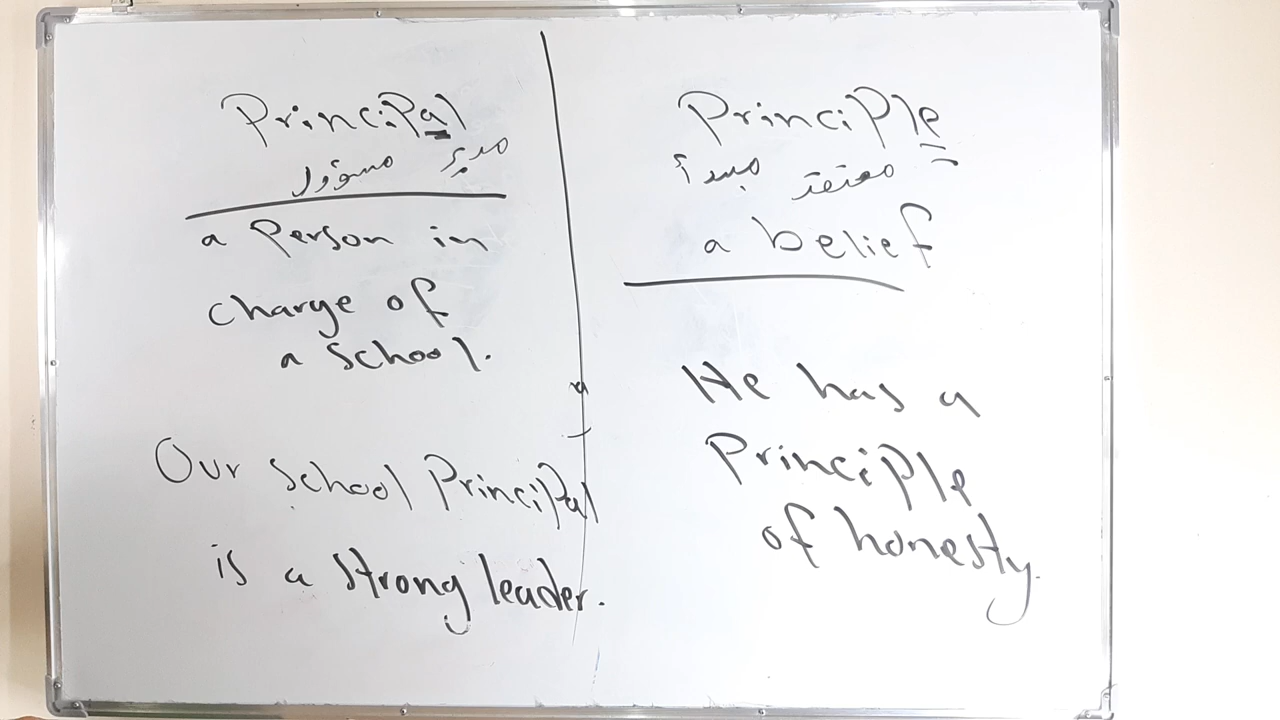 Principal
مدير مسؤول
a person in
charge of
a school.
Our school Principal
is a strong leader.
Principle
معتقد مبدأ
a belief
He has a
Principle
of honesty.